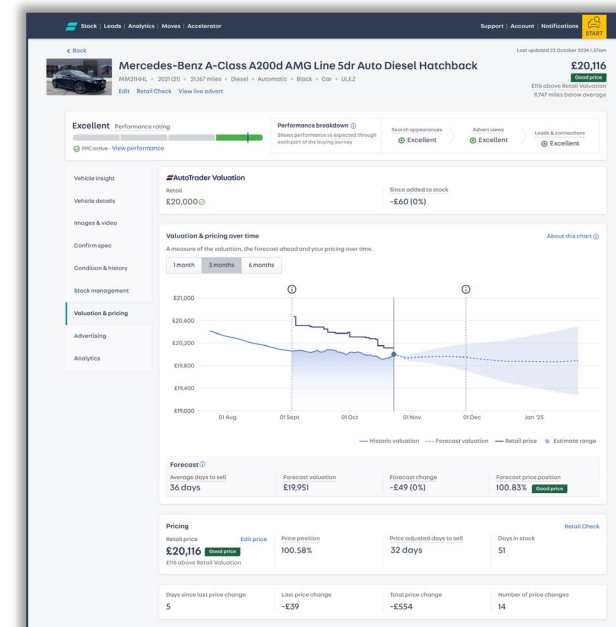 Stock | Leads | Analytics | Moves | Accelerator
Support | Account | Notifications
START
Back
Last updated 23 October 2024 1:37am
Mercedes-Benz A-Class A200d AMG Line 5dr Auto Diesel Hatchback
£20,116
MM21HHL • 2021 (21) • 21,167 miles • Diesel • Automatic • Black • Car • ULEZ
Good price
Edit Retail Check View live advert
£116 above Retail Valuation
9,747 miles below average
Excellent Performance rating
PPC active - View performance
Performance breakdown
Shows performance vs expected through
each part of the buying journey
Search appearances
Excellent
Advert views
Excellent
Leads & connections
Excellent
Vehicle insight
Vehicle details
Images & video
Confirm spec
Condition & history
Stock management
Valuation & pricing
Advertising
Analytics
AutoTrader Valuation
Retail
£20,000
Since added to stock
-£60 (0%)
Valuation & pricing over time
About this chart
A measure of the valuation, the forecast ahead and your pricing over time.
1 month 3 months 6 months
£21,000
£20,600
£20,200
£19,800
£19,400
£19,000
01 Aug 01 Sept 01 Oct 01 Nov 01 Dec Jan '25
Historic valuation Forecast valuation Retail price Estimate range
Forecast
Average days to sell
36 days
Forecast valuation
£19,951
Forecast change
-£49 (0%)
Forecast price position
100.83% Good price
Pricing
Retail Check
Retail price Edit price
£20,116 Good price
£116 above Retail Valuation
Price position
100.58%
Price adjusted days to sell
32 days
Days in stock
51
Days since last price change
5
Last price change
-£39
Total price change
-£554
Number of price changes
14